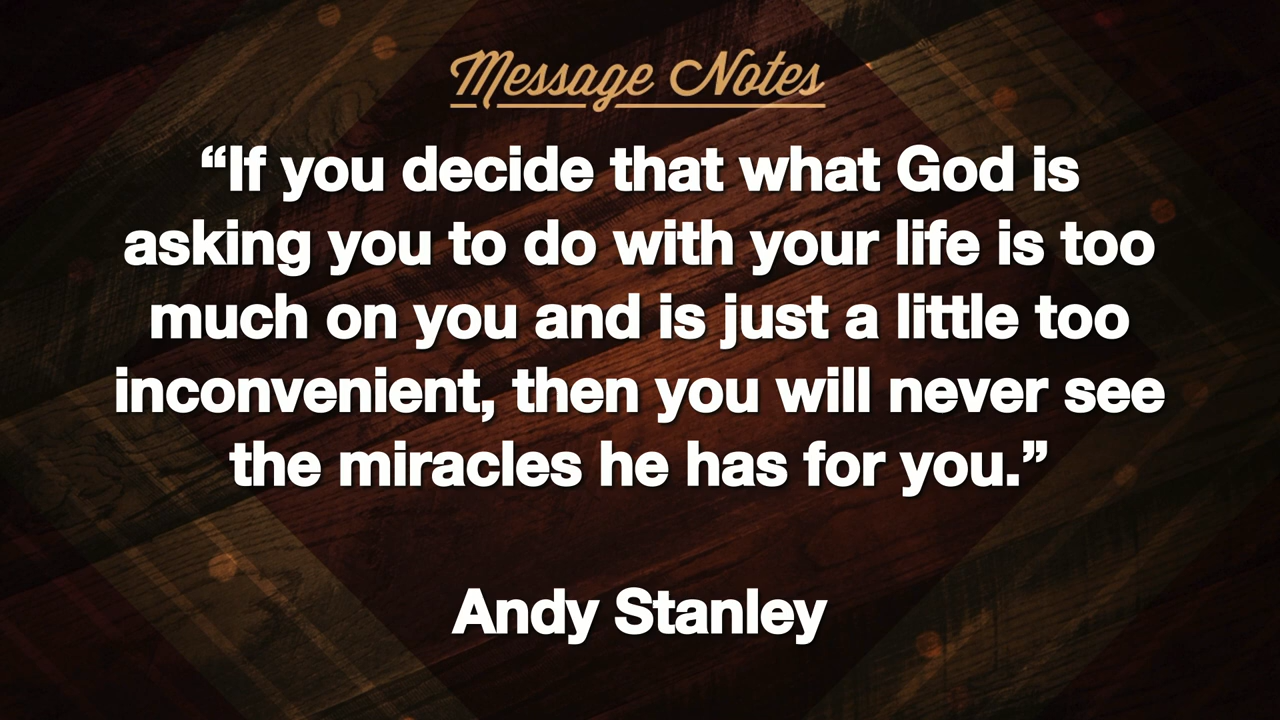 Message Notes
“If you decide that what God is
asking you to do with your life is too
much on you and is just a little too
inconvenient, then you will never see
the miracles he has for you.”
Andy Stanley